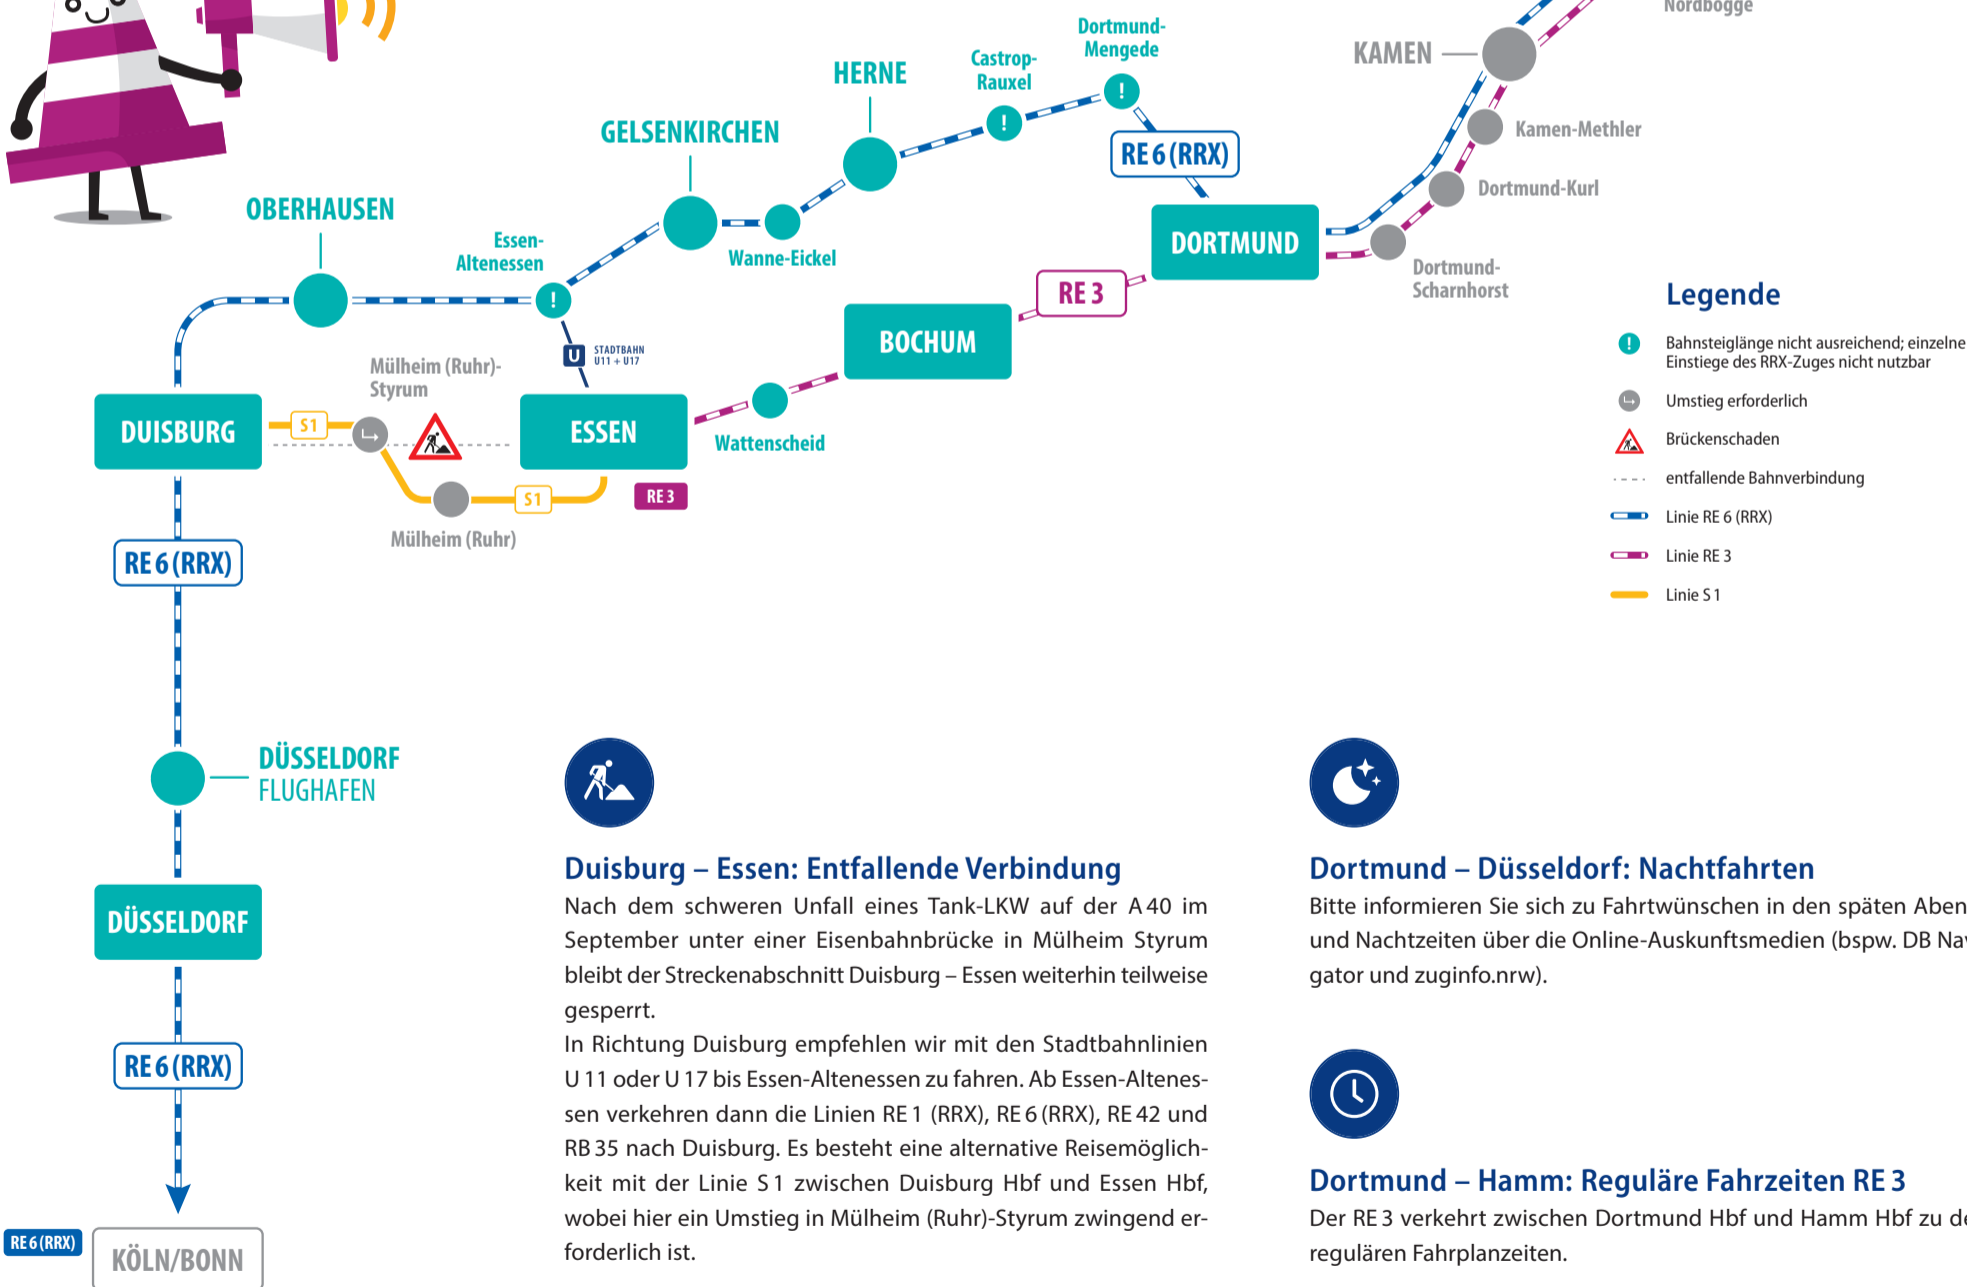 Nordbögge
KAMEN
Kamen-Methler
Dortmund-Kurl
Dortmund-
Scharnhorst
Dortmund-
Mengede
Castrop-
Rauxel
HERNE
GELSENKIRCHEN
Wanne-Eickel
OBERHAUSEN
Essen-
Altenessen
!
!
!
RE 6 (RRX)
DORTMUND
RE 3
BOCHUM
Wattenscheid
U
STADTBAHN
U11 + U17
Mülheim (Ruhr)-
Styrum
DUISBURG
S1
ESSEN
S1
RE 3
Mülheim (Ruhr)
RE 6 (RRX)
DÜSSELDORF
FLUGHAFEN
DÜSSELDORF
RE 6 (RRX)
RE 6 (RRX)
KÖLN/BONN
Legende
!
Bahnsteiglänge nicht ausreichend; einzelne
Einstiege des RRX-Zuges nicht nutzbar
Umstieg erforderlich
Brückenschaden
entfallende Bahnverbindung
Linie RE 6 (RRX)
Linie RE 3
Linie S 1
Duisburg – Essen: Entfallende Verbindung
Nach dem schweren Unfall eines Tank-LKW auf der A 40 im
September unter einer Eisenbahnbrücke in Mülheim Styrum
bleibt der Streckenabschnitt Duisburg – Essen weiterhin teilweise
gesperrt.
In Richtung Duisburg empfehlen wir mit den Stadtbahnlinien
U 11 oder U 17 bis Essen-Altenessen zu fahren. Ab Essen-Altenes-
sen verkehren dann die Linien RE 1 (RRX), RE 6 (RRX), RE 42 und
RB 35 nach Duisburg. Es besteht eine alternative Reisemöglich-
keit mit der Linie S 1 zwischen Duisburg Hbf und Essen Hbf,
wobei hier ein Umstieg in Mülheim (Ruhr)-Styrum zwingend er-
forderlich ist.
Dortmund – Düsseldorf: Nachtfahrten
Bitte informieren Sie sich zu Fahrtwünschen in den späten Aben
und Nachtzeiten über die Online-Auskunftsmedien (bspw. DB Nav
gator und zuginfo.nrw).
Dortmund – Hamm: Reguläre Fahrzeiten RE 3
Der RE 3 verkehrt zwischen Dortmund Hbf und Hamm Hbf zu de
regulären Fahrplanzeiten.